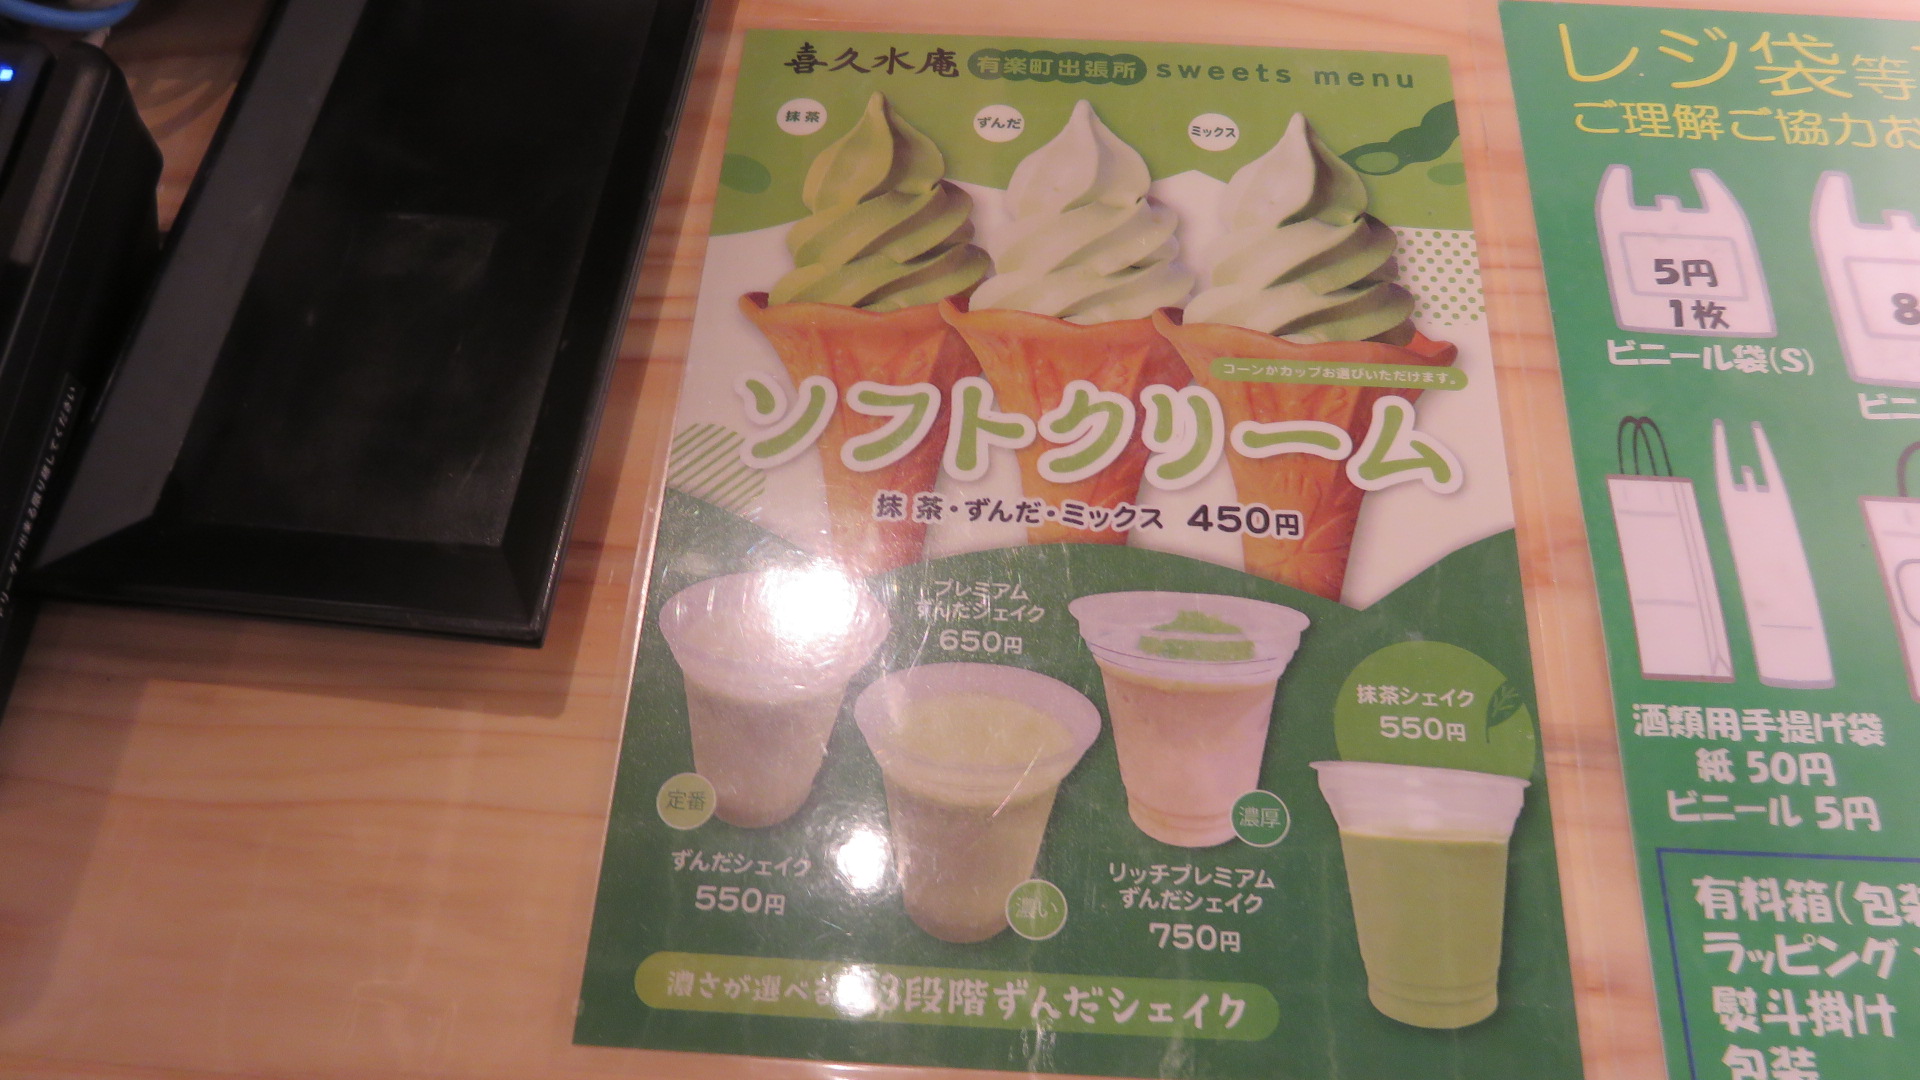 喜久水庵 有楽町出張所 sweets menu
抹茶
ずんだ
ミックス
コーンかカップお選びいただけます。
ソフトクリーム
抹茶・ずんだ・ミックス 450円
プレミアム
ずんだシェイク
650円
抹茶シェイク
550円
定番
濃厚
ずんだシェイク
550円
濃い
リッチプレミアム
ずんだシェイク
750円
濃さが選べる 3段階ずんだシェイク
レジ袋等
ご理解ご協力お
5円
1枚
8
ビニール袋(S)
ビニ
酒類用手提げ袋
紙 50円
ビニール 5円
有料箱(包装
ラッピング
熨斗掛け
包装